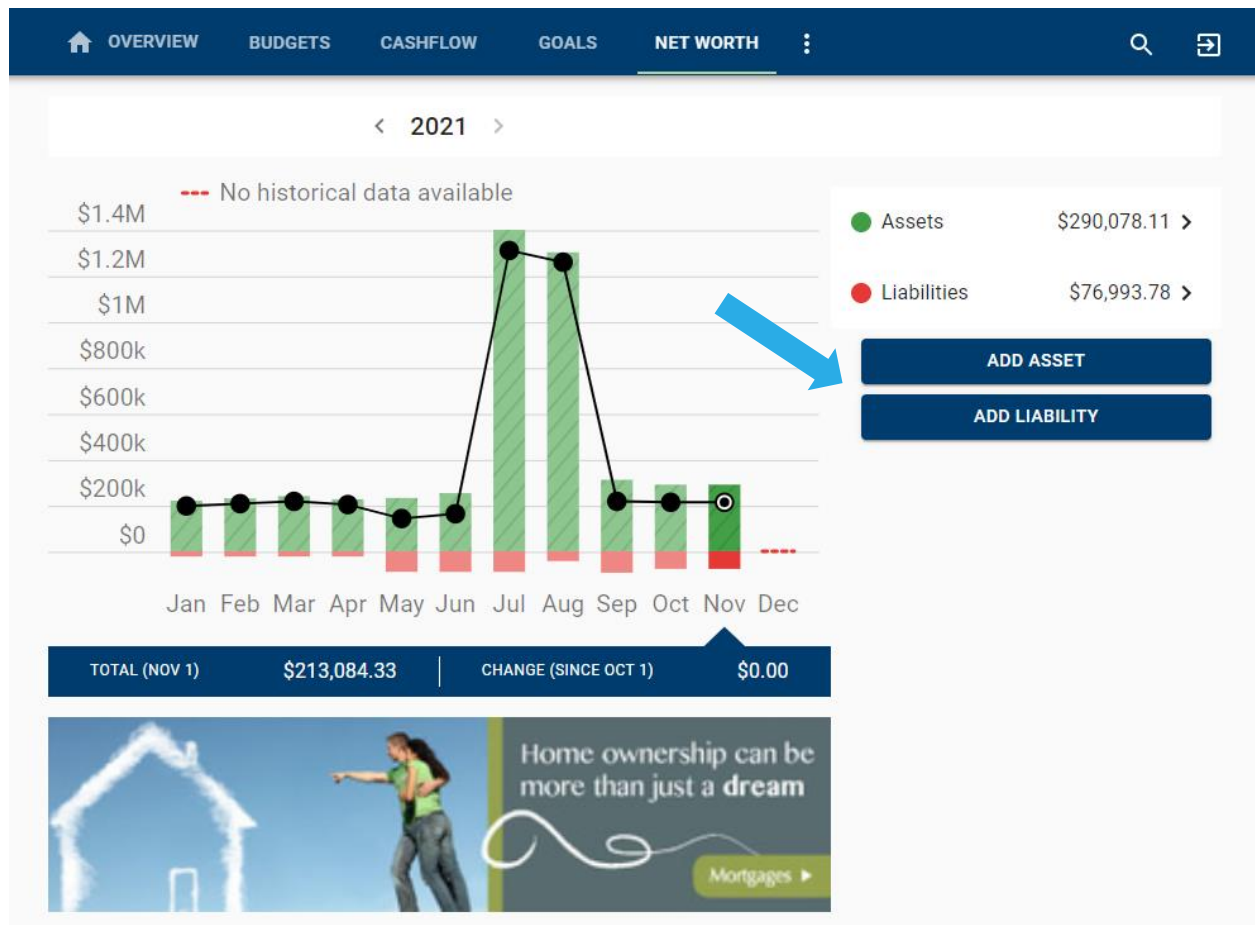 OVERVIEW BUDGETS CASHFLOW GOALS NET WORTH
2021
No historical data available
$1.4M
$1.2M
$1M
$800k
$600k
$400k
$200k
$0
Jan Feb Mar Apr May Jun Jul Aug Sep Oct Nov Dec
TOTAL (NOV 1) $213,084.33 CHANGE (SINCE OCT 1) $0.00
Assets $290,078.11
Liabilities $76,993.78
ADD ASSET
ADD LIABILITY
Home ownership can be
more than just a dream
Mortgages